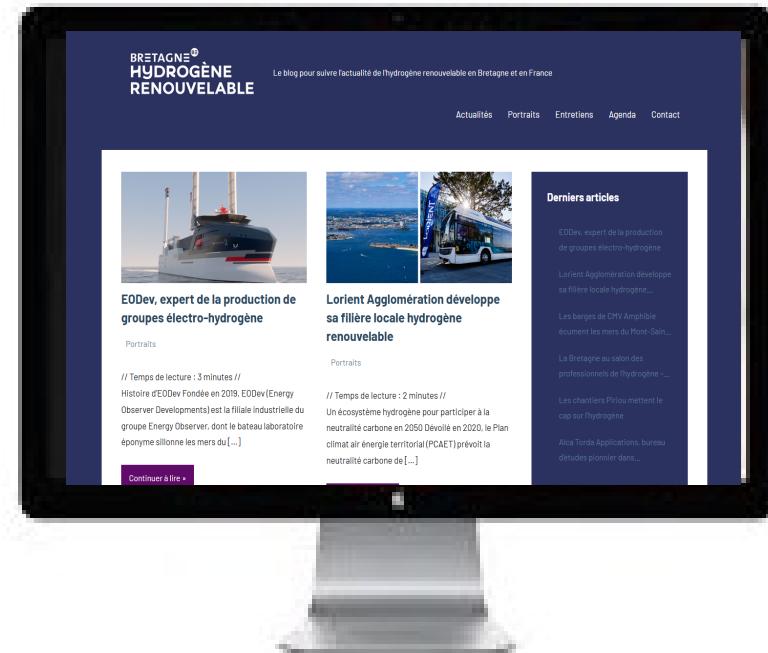 BRETAGNE
HYDROGÈNE
RENOUVELABLE
Le blog pour suivre l'actualité de l'hydrogène renouvelable en Bretagne et en France
Actualités Portraits Entretiens Agenda Contact
EODev, expert de la production de
groupes électro-hydrogène
Portraits
// Temps de lecture : 3 minutes //
Histoire d'EODev Fondée en 2019, EODev (Energy
Observer Developments) est la filiale industrielle du
groupe Energy Observer, dont le bateau laboratoire
éponyme sillonne les mers du [...]
Continuer à lire »
LORIENT
Lorient Agglomération développe
sa filière locale hydrogène
renouvelable
Portraits
// Temps de lecture : 2 minutes //
Un écosystème hydrogène pour participer à la
neutralité carbone en 2050 Dévoilé en 2020, le Plan
climat air énergie territorial (PCAET) prévoit la
neutralité carbone de [...]
Derniers articles
EODev, expert de la production
de groupes électro-hydrogène
Lorient Agglomération développe
sa filière locale hydrogène...
Les barges de CMV Amphibie
écument les mers du Mont-Sain...
La Bretagne au salon des
professionnels de l'hydrogène –...
Les chantiers Piriou mettent le
cap sur l'hydrogène
Alca Torda Applications, bureau
d'études pionnier dans...